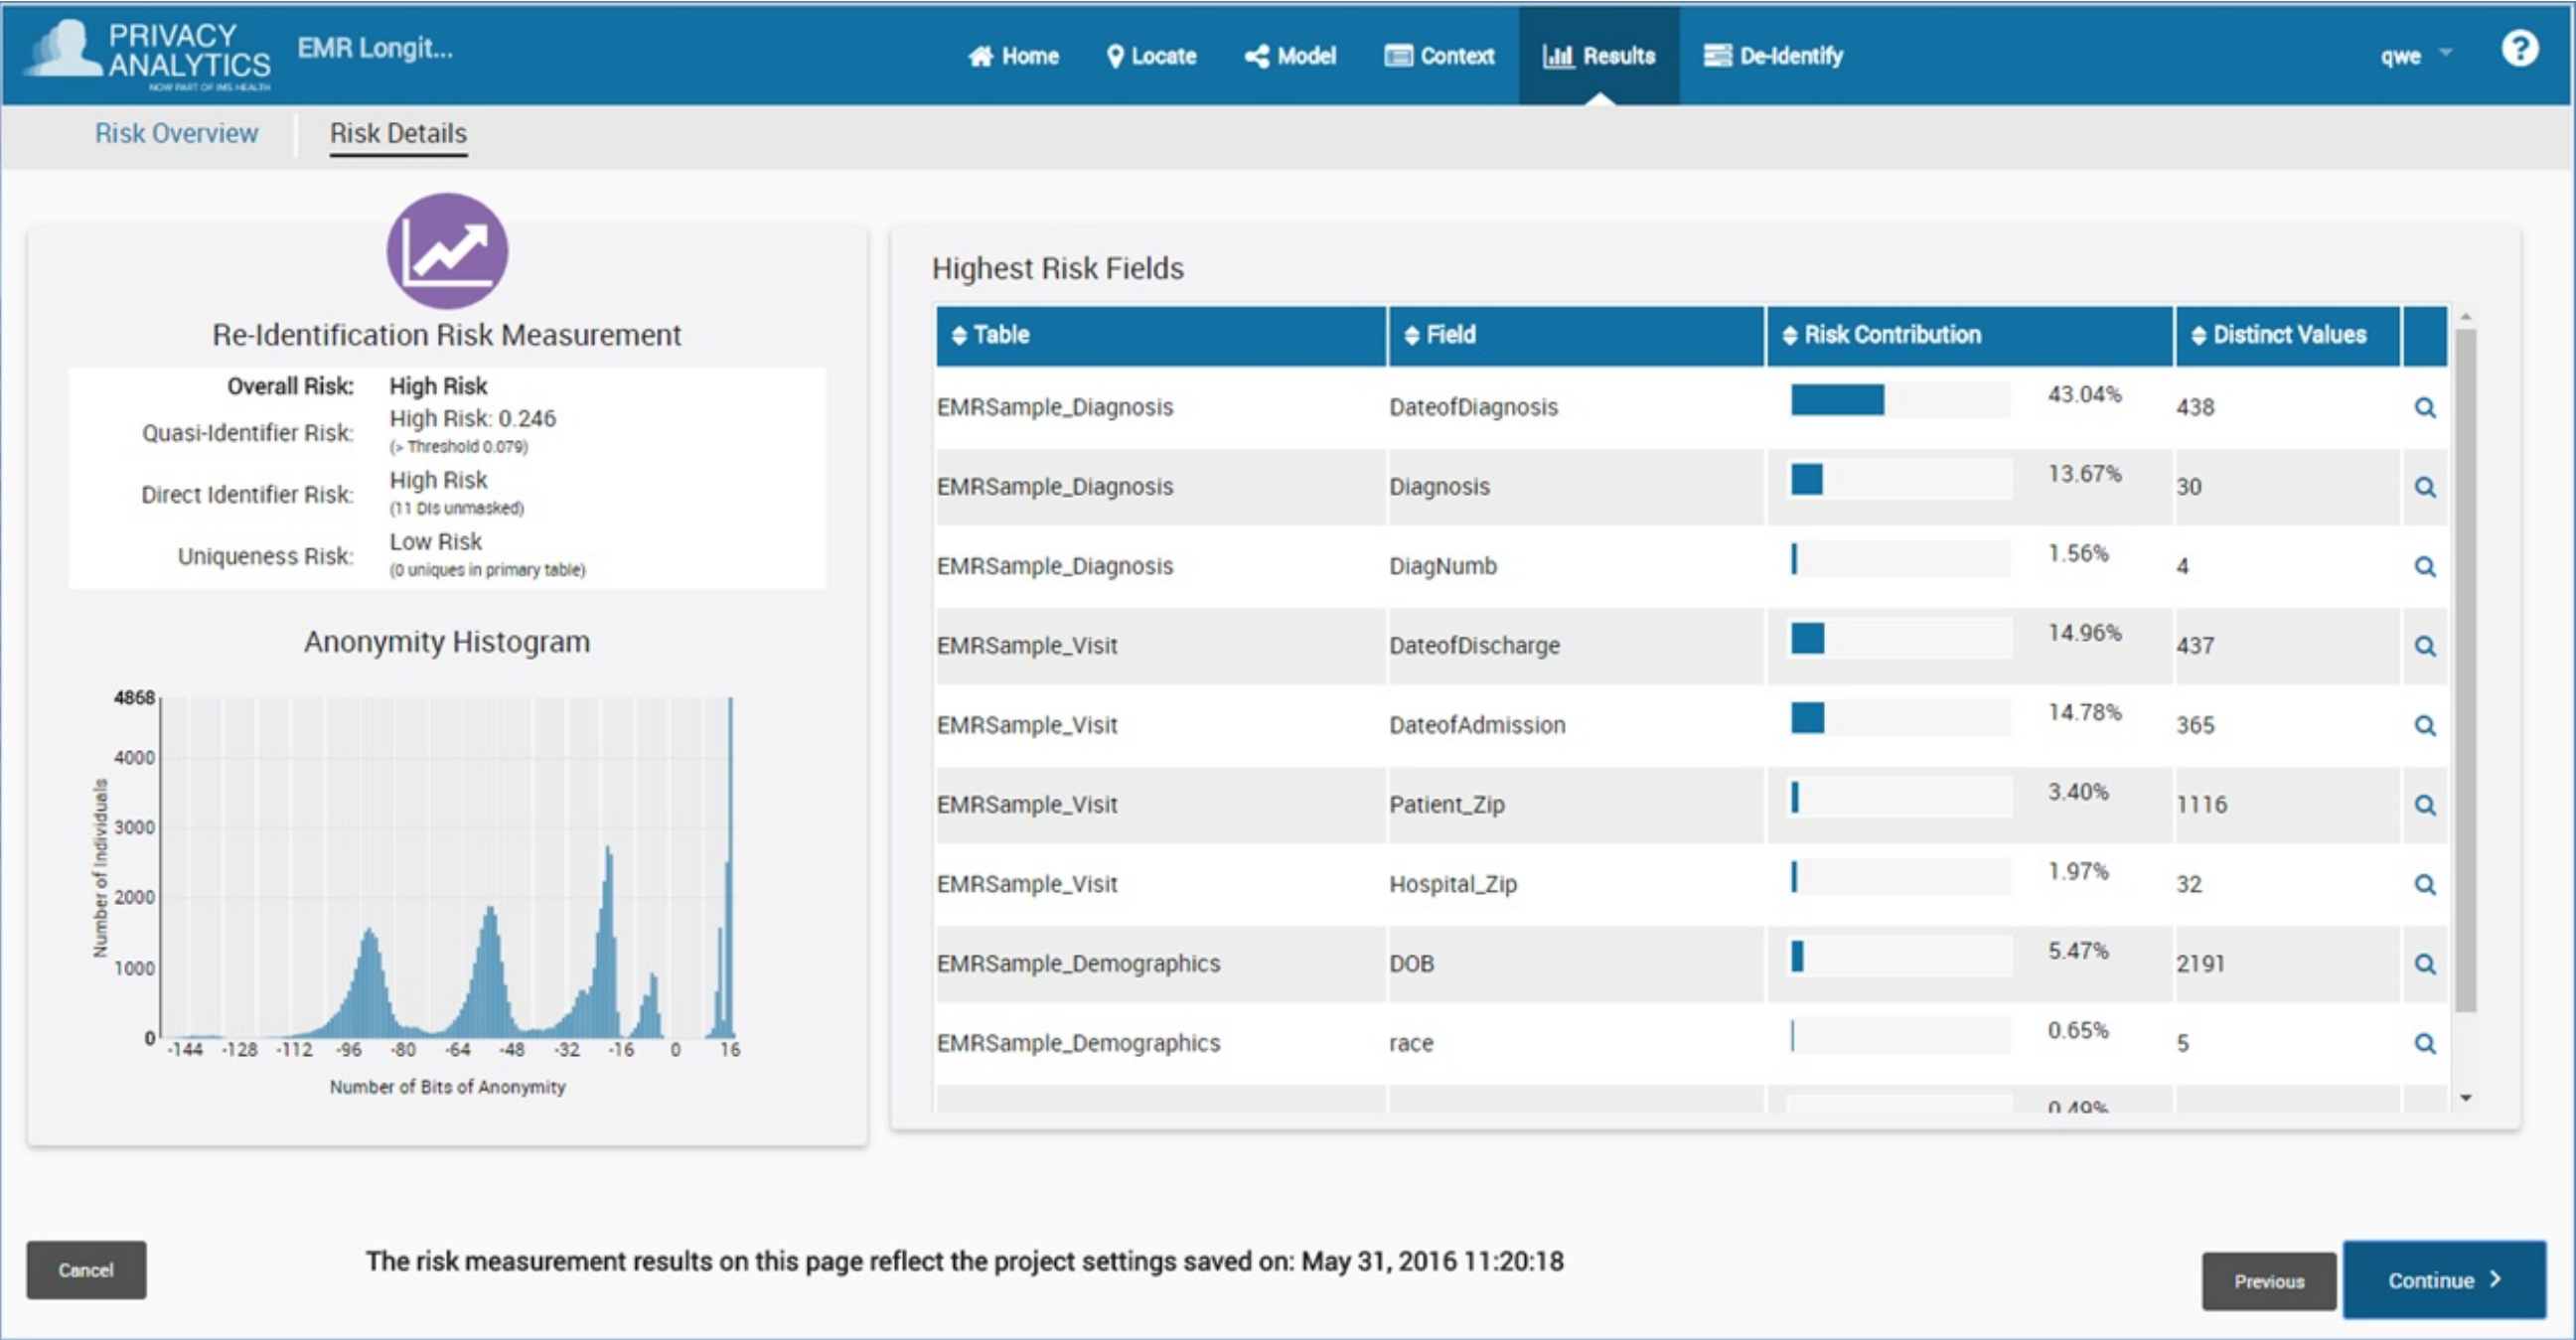 PRIVACY
ANALYTICS
NOW PART OF IMS HEALTH
EMR Longit...
Home
Locate
Model
Context
Results
De-Identify
qwe
?
Risk Overview
Risk Details
Re-Identification Risk Measurement
Overall Risk: High Risk
Quasi-Identifier Risk: High Risk: 0.246
(> Threshold 0.079)
Direct Identifier Risk: High Risk
(11 DIs unmasked)
Uniqueness Risk: Low Risk
(0 uniques in primary table)
Anonymity Histogram
4868
4000
3000
2000
1000
0
Number of Individuals
-144 -128 -112 -96 -80 -64 -48 -32 -16 0 16
Number of Bits of Anonymity
Highest Risk Fields
Table Field Risk Contribution Distinct Values
EMRSample_Diagnosis DateofDiagnosis 43.04% 438
EMRSample_Diagnosis Diagnosis 13.67% 30
EMRSample_Diagnosis DiagNumb 1.56% 4
EMRSample_Visit DateofDischarge 14.96% 437
EMRSample_Visit DateofAdmission 14.78% 365
EMRSample_Visit Patient_Zip 3.40% 1116
EMRSample_Visit Hospital_Zip 1.97% 32
EMRSample_Demographics DOB 5.47% 2191
EMRSample_Demographics race 0.65% 5
0.49%
Cancel
The risk measurement results on this page reflect the project settings saved on: May 31, 2016 11:20:18
Previous
Continue